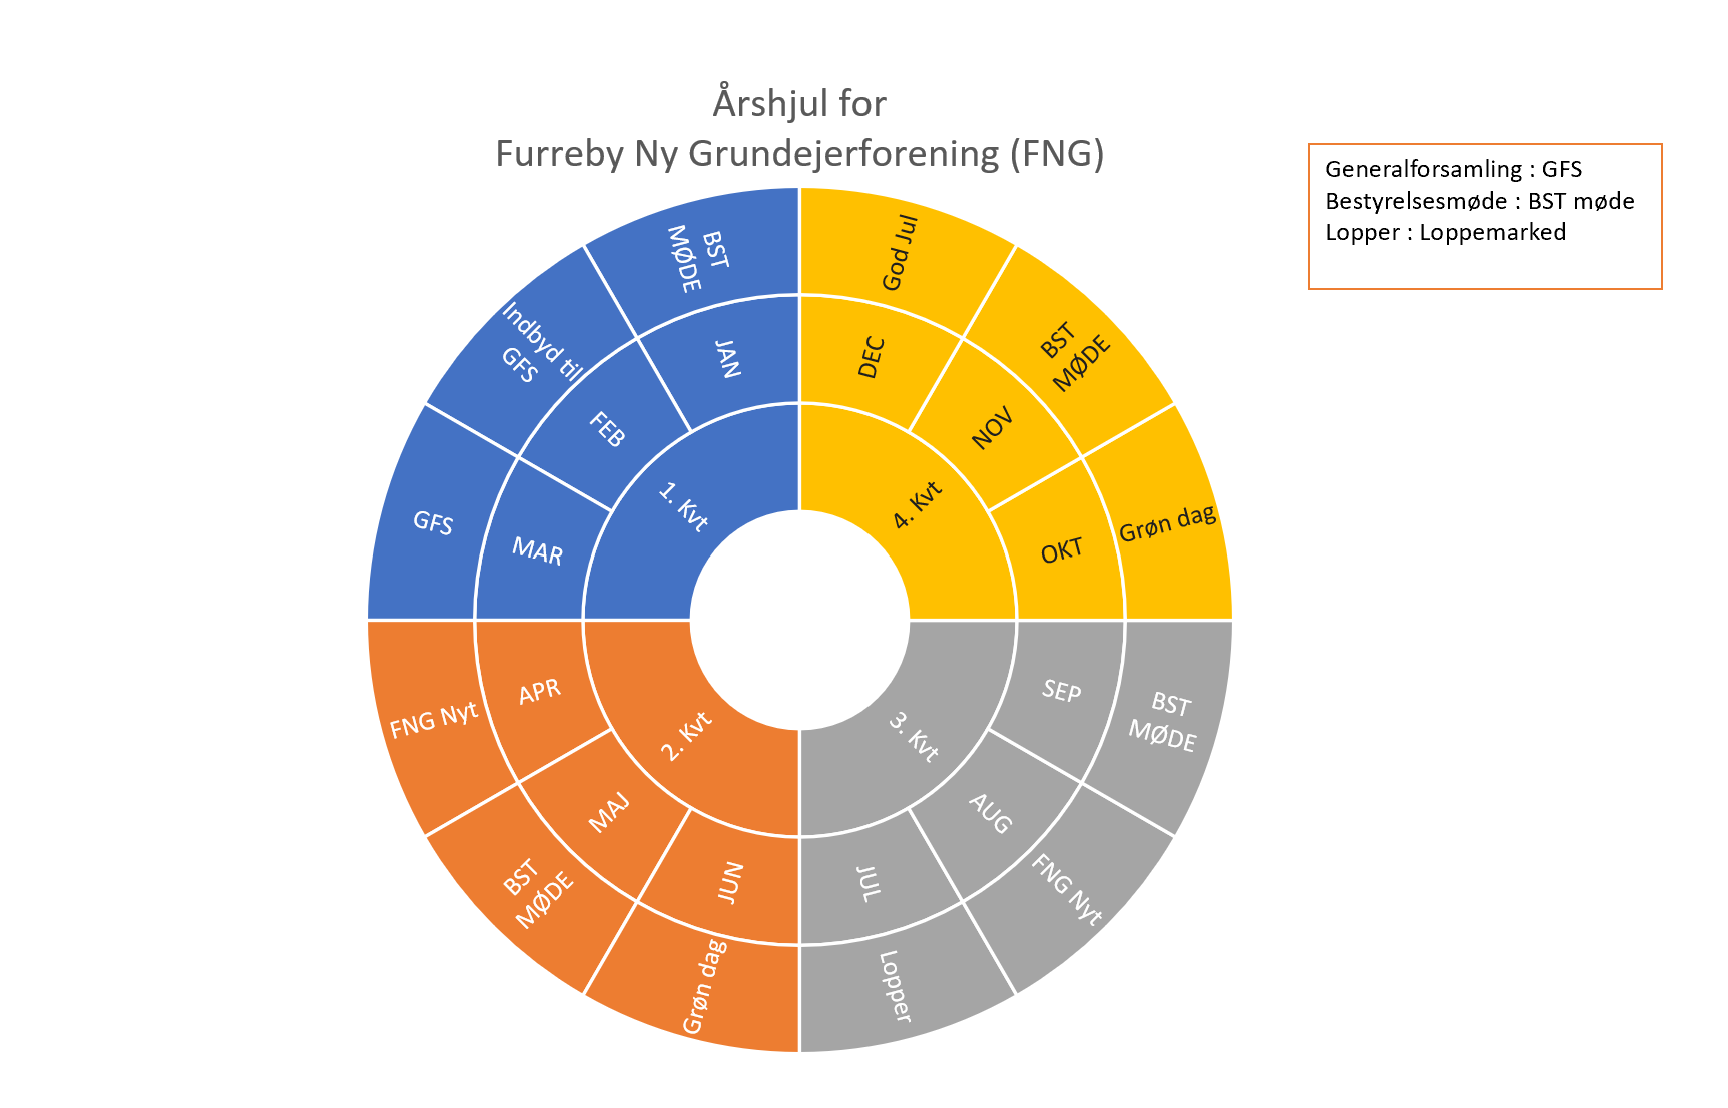 Årshjul for
Furreby Ny Grundejerforening (FNG)
Generalforsamling : GFS
Bestyrelsesmøde : BST møde
Lopper : Loppemarked
1. Kvt
JAN
BST
MØDE
FEB
Indbyd til
GFS
MAR
GFS
2. Kvt
APR
FNG Nyt
MAJ
BST
MØDE
JUN
Grøn dag
3. Kvt
JUL
Lopper
AUG
FNG Nyt
SEP
BST
MØDE
4. Kvt
OKT
Grøn dag
NOV
BST
MØDE
DEC
God Jul